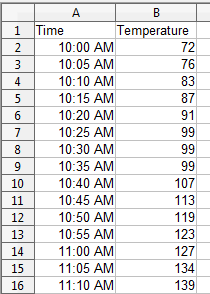 A B
1 Time Temperature
2 10:00 AM 72
3 10:05 AM 76
4 10:10 AM 83
5 10:15 AM 87
6 10:20 AM 91
7 10:25 AM 99
8 10:30 AM 99
9 10:35 AM 99
10 10:40 AM 107
11 10:45 AM 113
12 10:50 AM 119
13 10:55 AM 123
14 11:00 AM 127
15 11:05 AM 134
16 11:10 AM 139